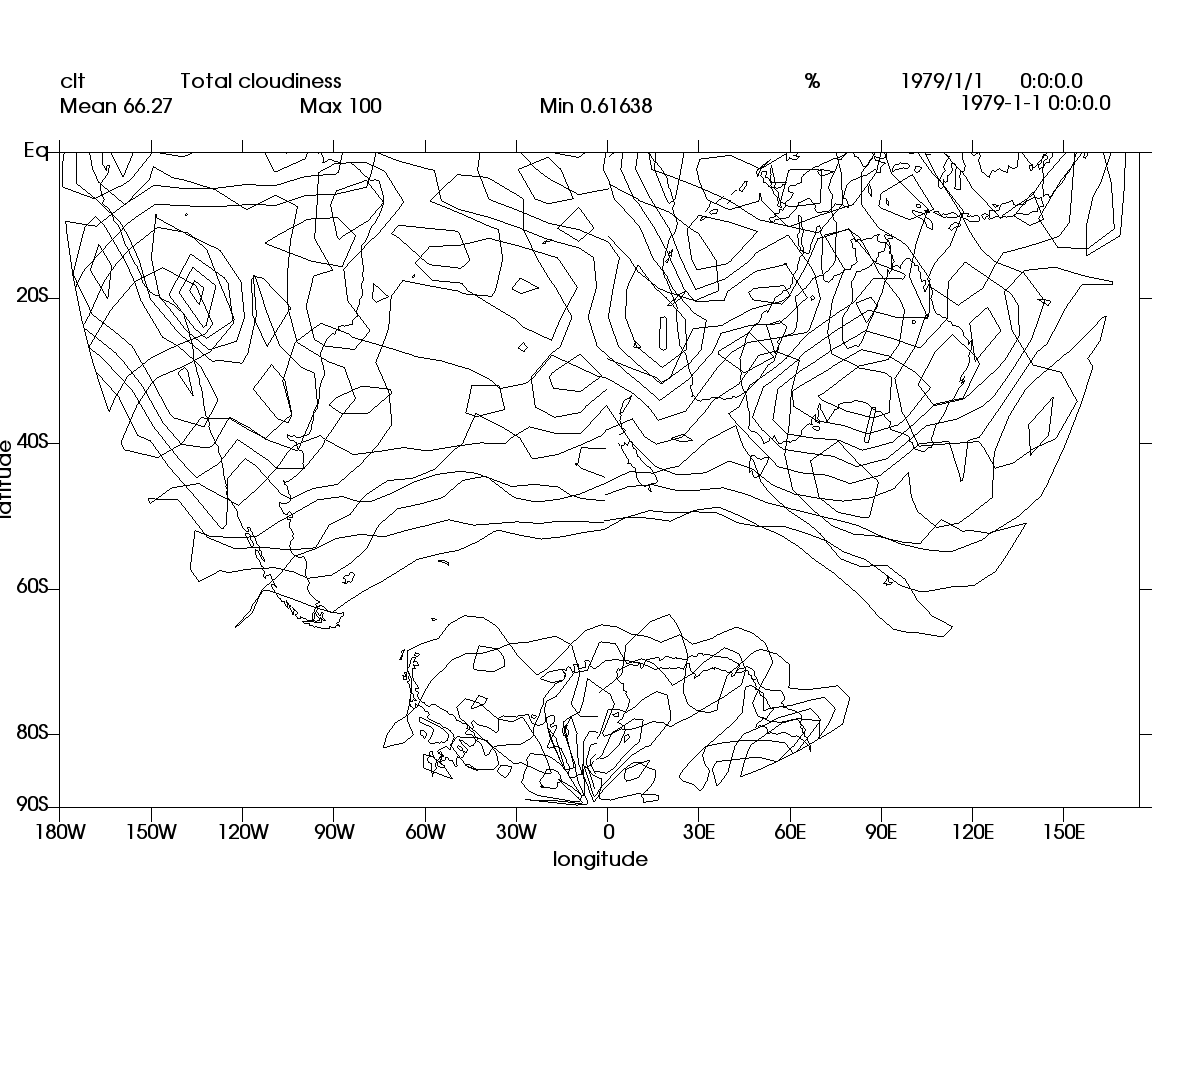 clt Total cloudiness % 1979/1/1 0:0:0.0
Mean 66.27 Max 100 Min 0.61638 1979-1-1 0:0:0.0
Eq
20S
40S
latitude
60S
80S
90S
180W 150W 120W 90W 60W 30W 0 30E 60E 90E 120E 150E
longitude